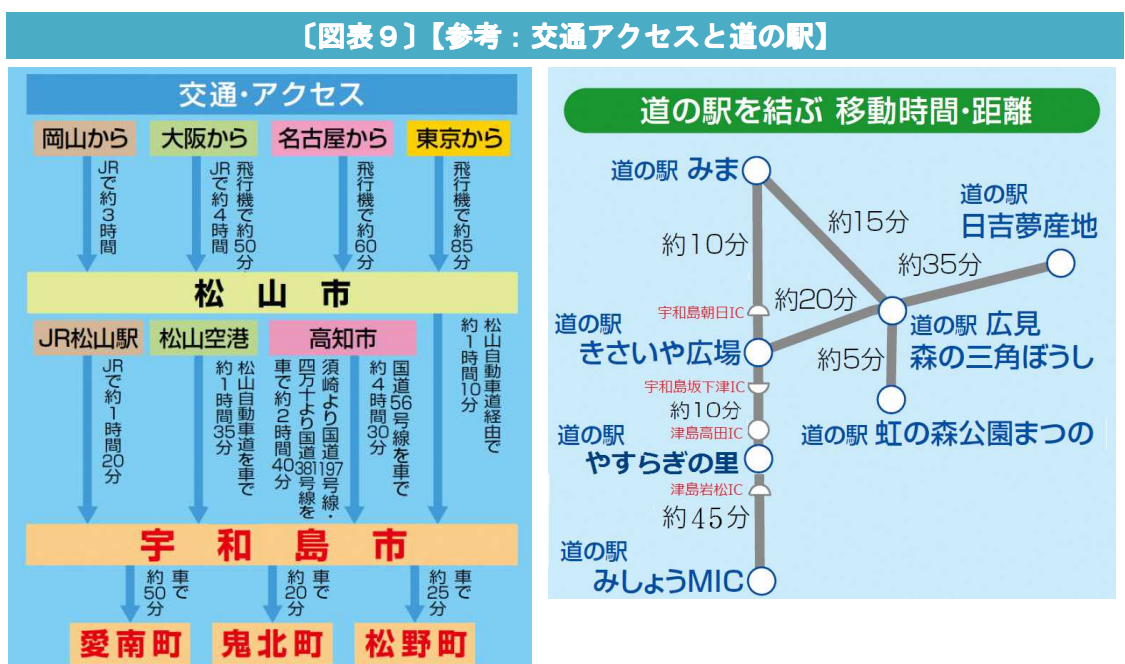 〔図表９〕【参考：交通アクセスと道の駅】
交通・アクセス
岡山から
大阪から
名古屋から
東京から
JRで約3時間
飛行機で約50分
JRで約4時間
飛行機で約60分
飛行機で約85分
松山市
JR松山駅
松山空港
高知市
JRで約1時間20分
松山自動車道を車で
約1時間35分
須崎より国道197号線・
四万十より国道381号線を
車で約2時間40分
国道56号線を車で
約4時間30分
松山自動車道経由で
約1時間10分
宇和島市
車で
約50分
車で
約20分
車で
約25分
愛南町
鬼北町
松野町
道の駅を結ぶ 移動時間・距離
道の駅 みま
約15分
道の駅
日吉夢産地
約10分
約35分
約20分
宇和島朝日IC
道の駅
きさいや広場
道の駅 広見
森の三角ぼうし
約5分
宇和島坂下津IC
約10分
津島高田IC
道の駅 虹の森公園まつの
道の駅
やすらぎの里
津島岩松IC
約45分
道の駅
みしょうMIC